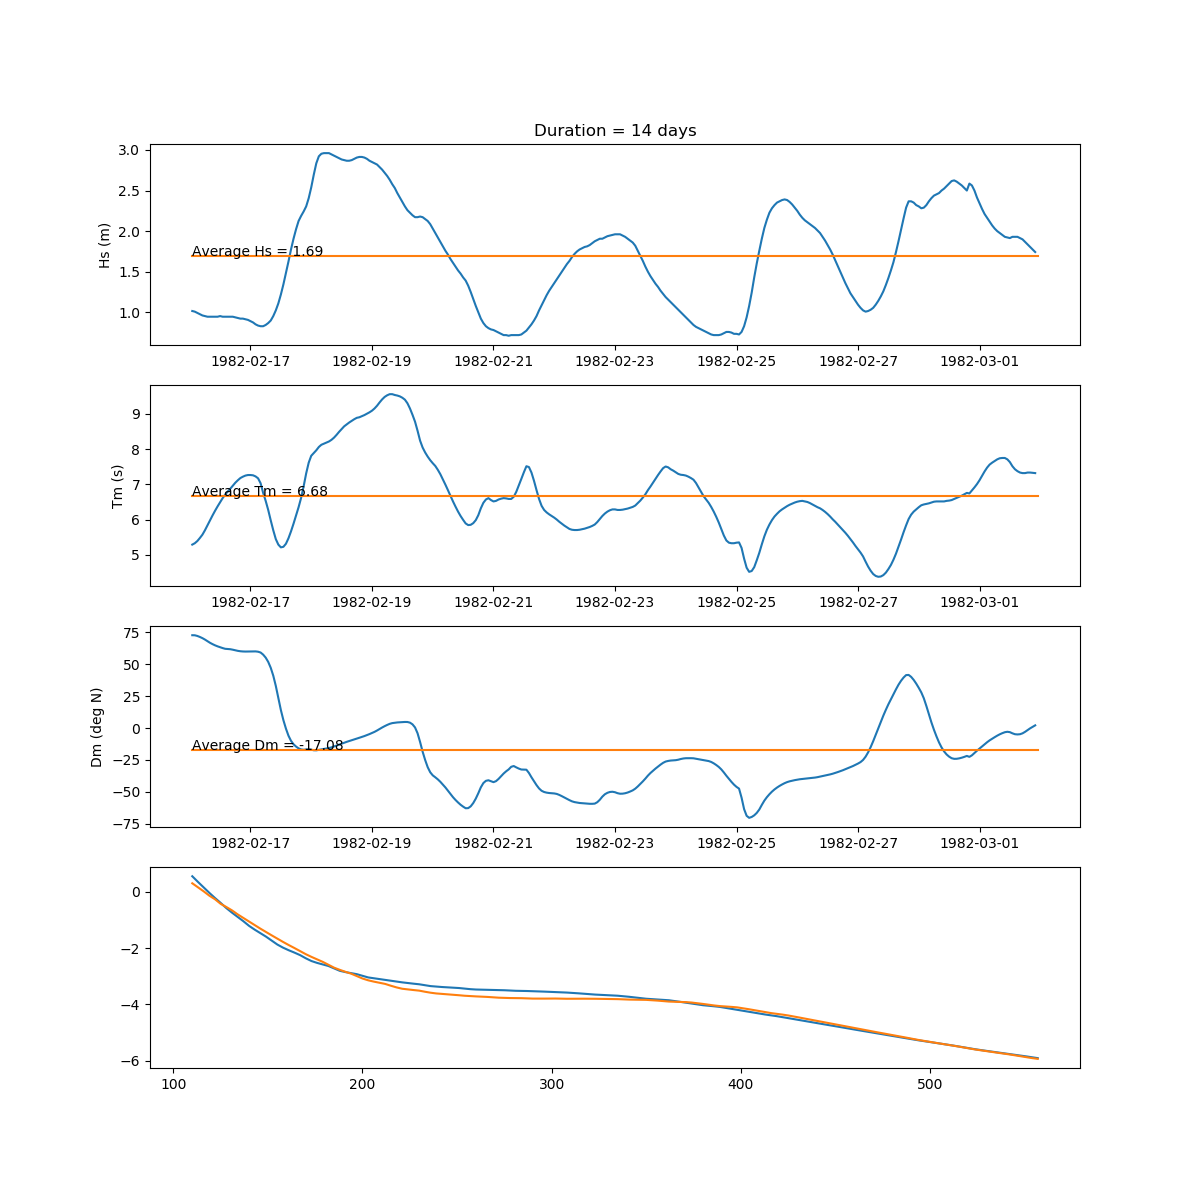 Duration = 14 days
3.0
2.5
2.0
1.5
1.0
Hs (m)
Average Hs = 1.69
1982-02-17 1982-02-19 1982-02-21 1982-02-23 1982-02-25 1982-02-27 1982-03-01
9
8
7
6
5
Tm (s)
Average Tm = 6.68
1982-02-17 1982-02-19 1982-02-21 1982-02-23 1982-02-25 1982-02-27 1982-03-01
75
50
25
0
−25
−50
−75
Dm (deg N)
Average Dm = -17.08
1982-02-17 1982-02-19 1982-02-21 1982-02-23 1982-02-25 1982-02-27 1982-03-01
0
−2
−4
−6
100 200 300 400 500